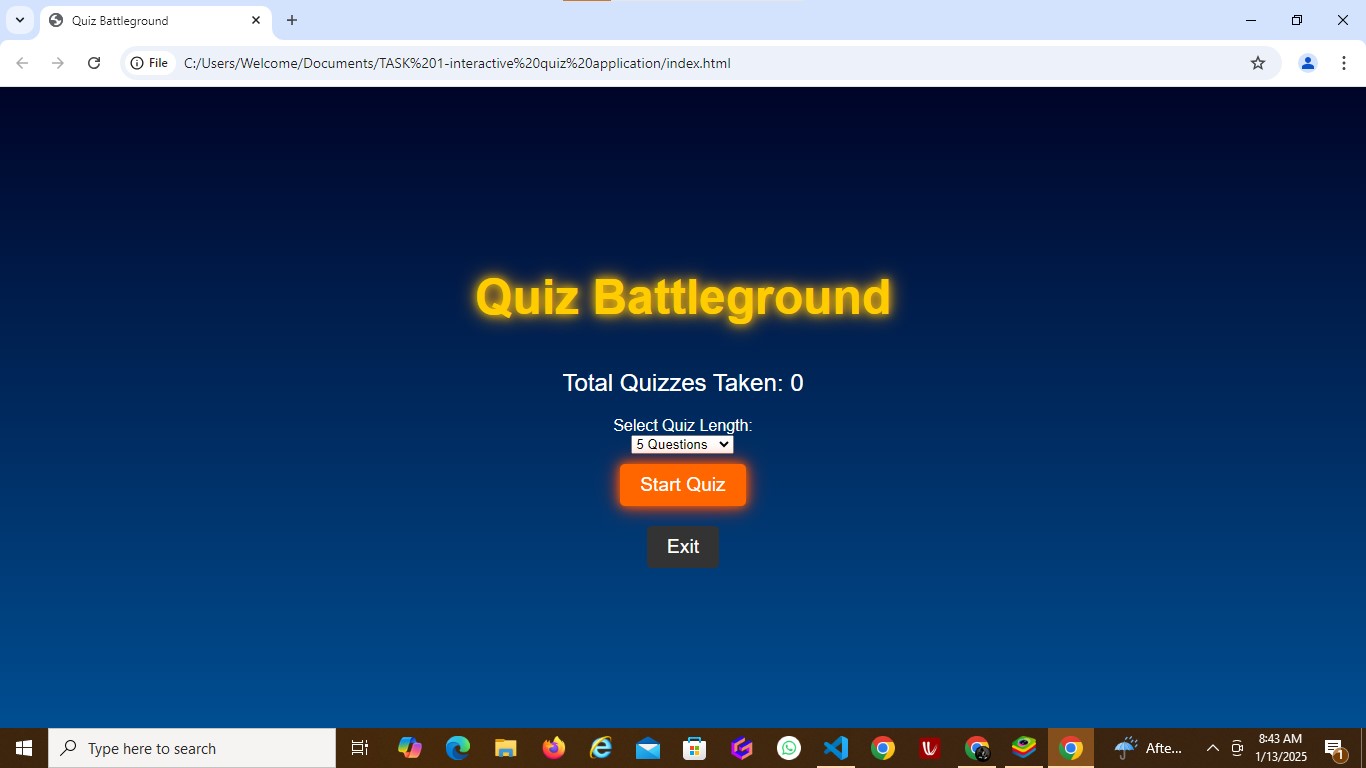 Quiz Battleground
File
C:/Users/Welcome/Documents/TASK%201-interactive%20quiz%20application/index.html
Quiz Battleground
Total Quizzes Taken: 0
Select Quiz Length:
5 Questions
Start Quiz
Exit
Type here to search
Afte...
8:43 AM
1/13/2025
1